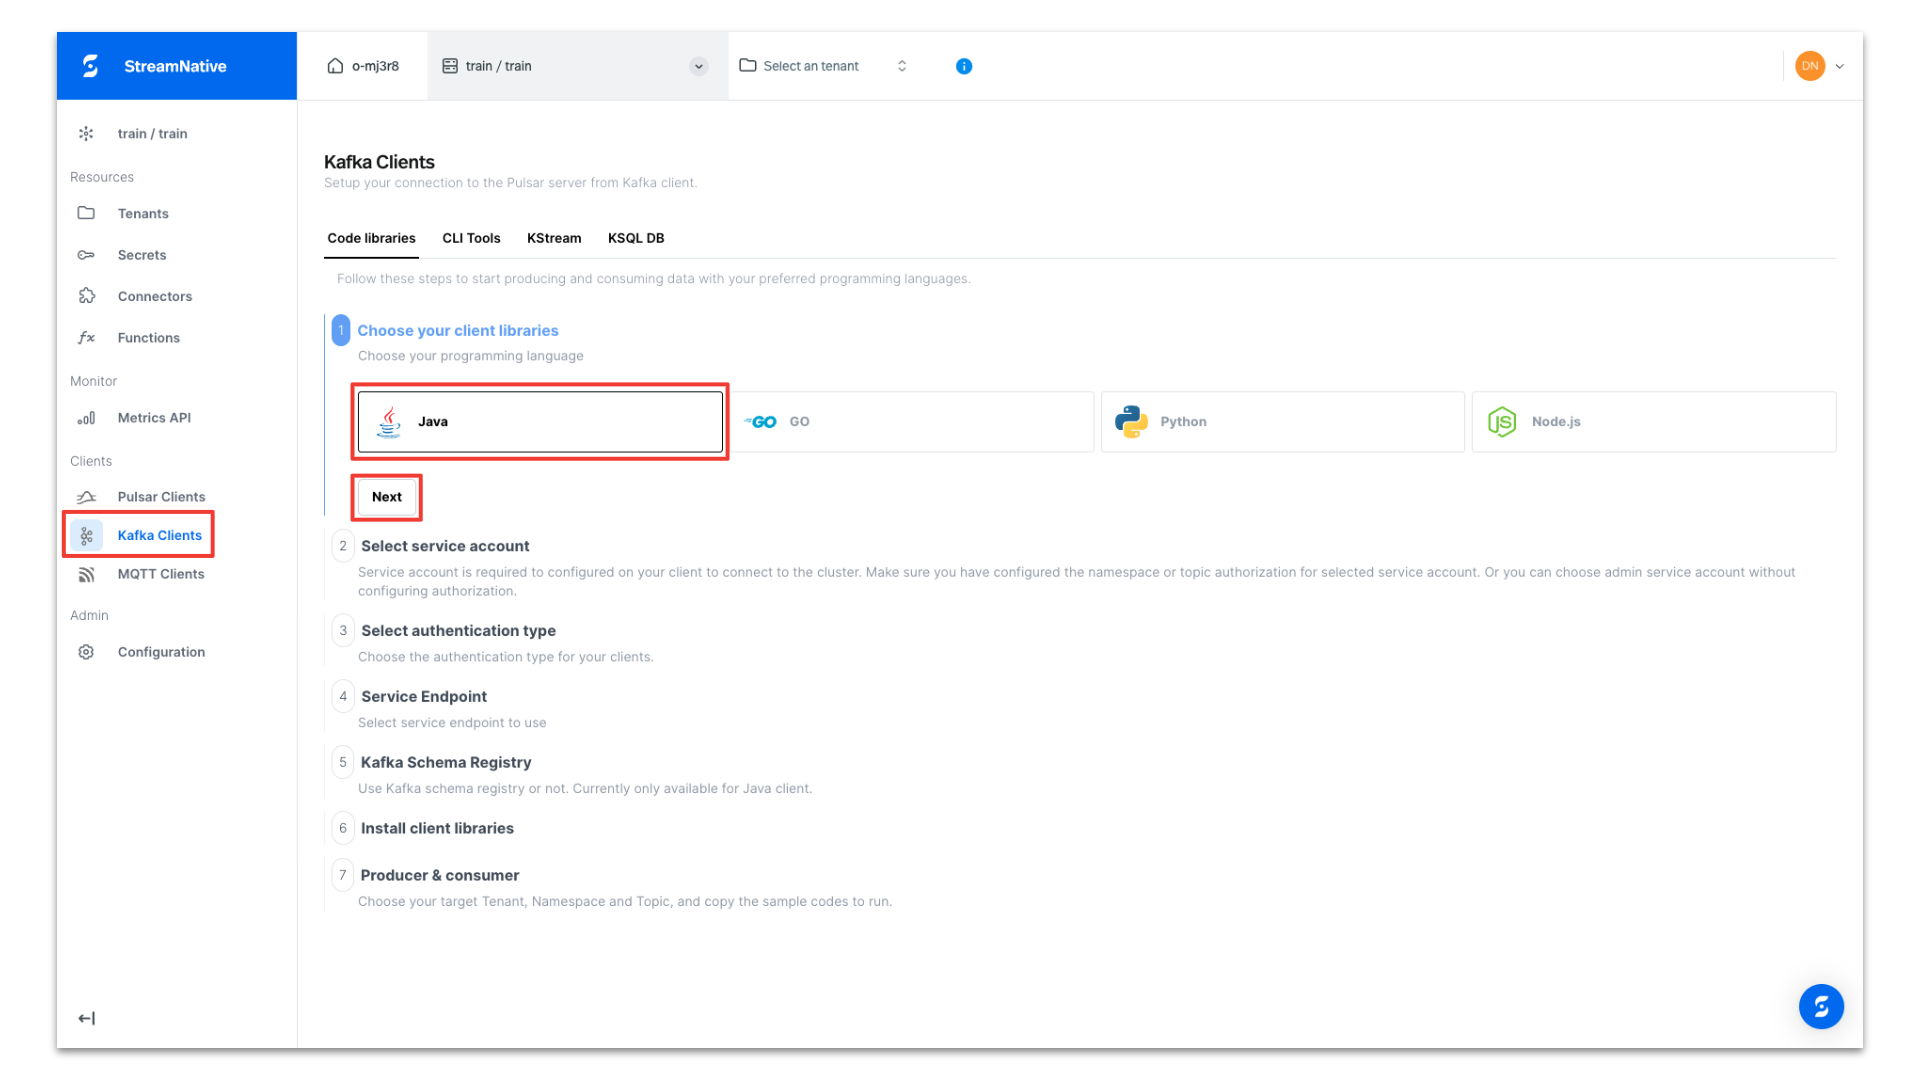 StreamNative
o-mj3r8
train / train
Select an tenant
DN
train / train
Resources
Tenants
Secrets
Connectors
Functions
Monitor
Metrics API
Clients
Pulsar Clients
Kafka Clients
MQTT Clients
Admin
Configuration
Kafka Clients
Setup your connection to the Pulsar server from Kafka client.
Code libraries
CLI Tools
KStream
KSQL DB
Follow these steps to start producing and consuming data with your preferred programming languages.
1 Choose your client libraries
Choose your programming language
Java
GO GO
Python
JS Node.js
Next
2 Select service account
Service account is required to configured on your client to connect to the cluster. Make sure you have configured the namespace or topic authorization for selected service account. Or you can choose admin service account without
configuring authorization.
3 Select authentication type
Choose the authentication type for your clients.
4 Service Endpoint
Select service endpoint to use
5 Kafka Schema Registry
Use Kafka schema registry or not. Currently only available for Java client.
6 Install client libraries
7 Producer & consumer
Choose your target Tenant, Namespace and Topic, and copy the sample codes to run.